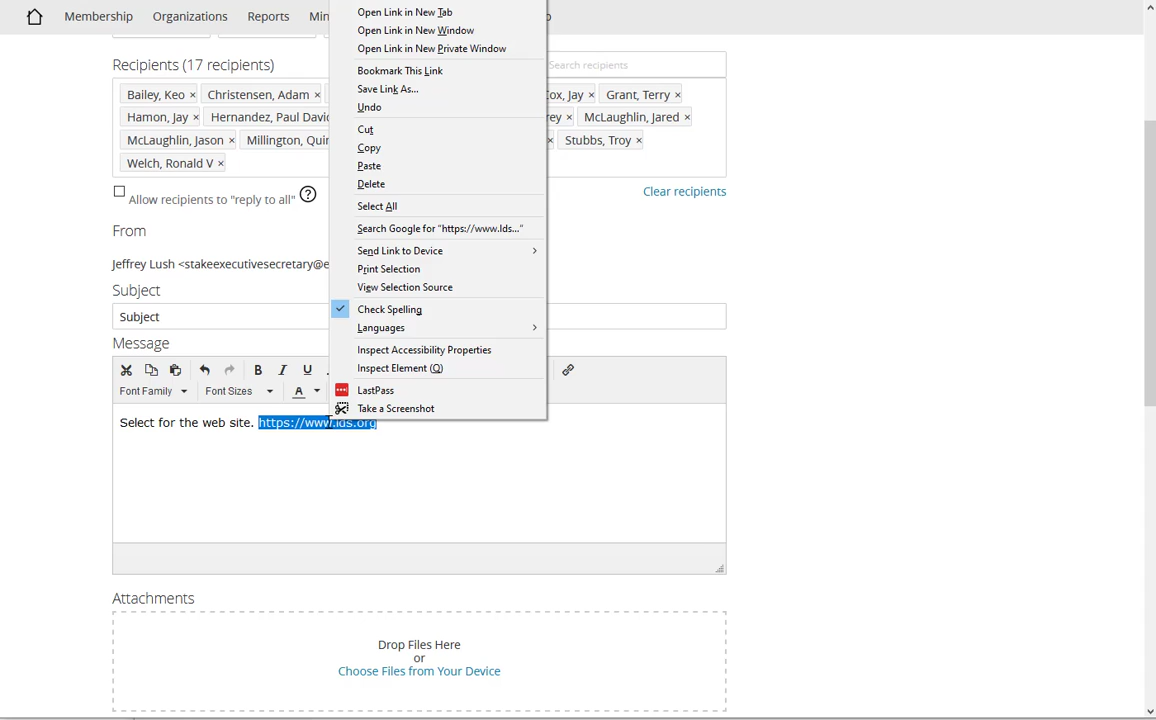 Membership Organizations Reports Min
Open Link in New Tab
Open Link in New Window
Open Link in New Private Window
Bookmark This Link
Save Link As...
Undo
Cut
Copy
Paste
Delete
Select All
Search Google for "https://www.lds..."
Send Link to Device
Print Selection
View Selection Source
Check Spelling
Languages
Inspect Accessibility Properties
Inspect Element (Q)
LastPass
Take a Screenshot
Recipients (17 recipients) Search recipients
Bailey, Keo × Christensen, Adam × Cox, Jay × Grant, Terry ×
Hamon, Jay × Hernandez, Paul David rey × McLaughlin, Jared ×
McLaughlin, Jason × Millington, Quin × Stubbs, Troy ×
Welch, Ronald V ×
Allow recipients to "reply to all" ? Clear recipients
From
Jeffrey Lush <stakeexecutivesecretary@e
Subject
Subject
Message
B I U
Font Family Font Sizes A
Select for the web site. https://www.lds.org
Attachments
Drop Files Here
or
Choose Files from Your Device